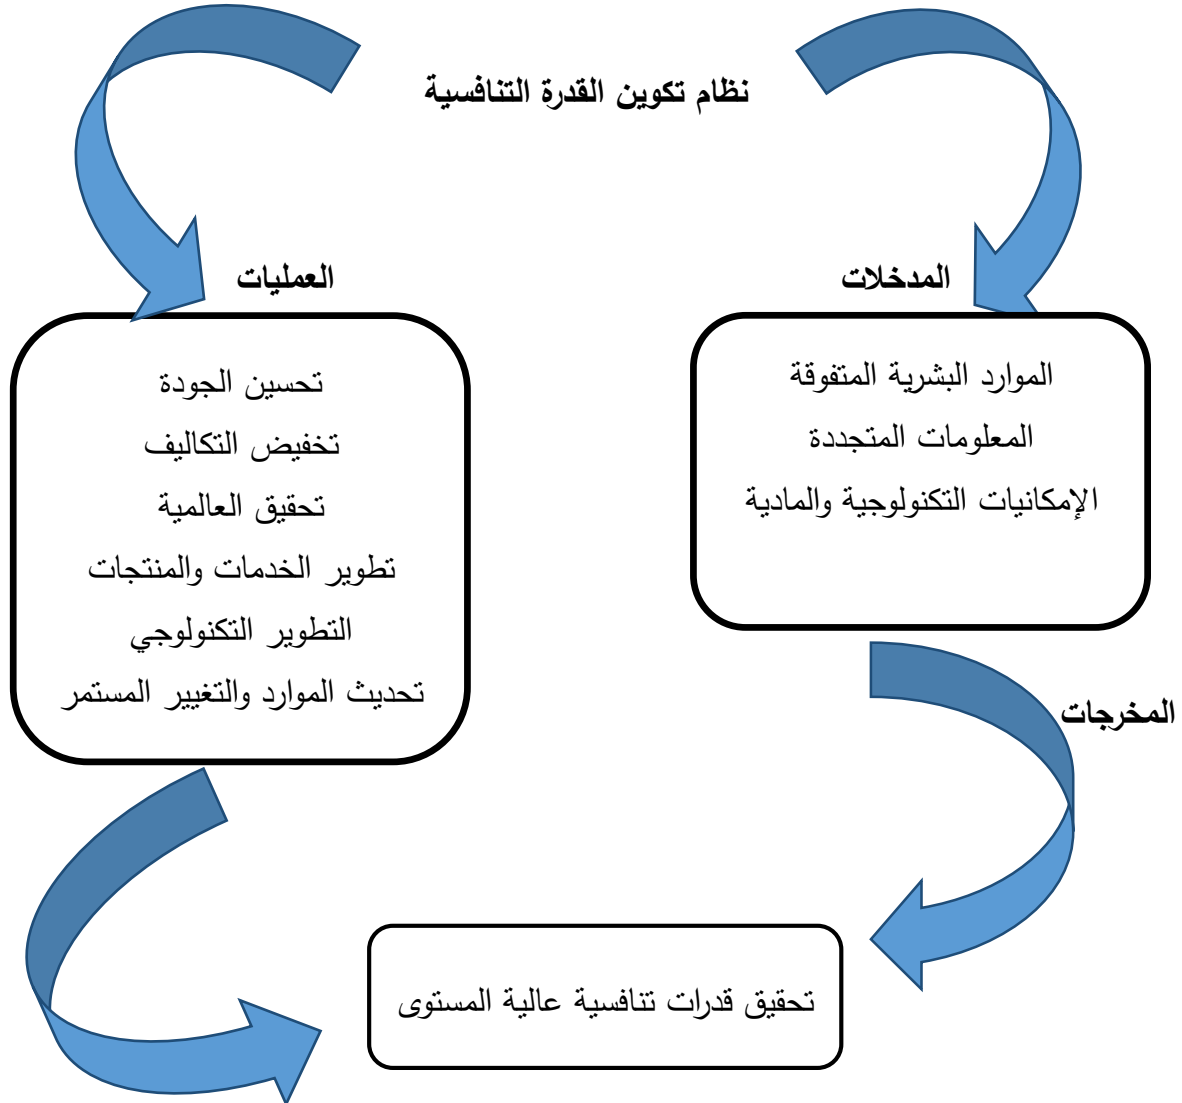 نظام تكوين القدرة التنافسية
المدخلات
الموارد البشرية المتفوقة
المعلومات المتجددة
الإمكانيات التكنولوجية والمادية
العمليات
تحسين الجودة
تخفيض التكاليف
تحقيق العالمية
تطوير الخدمات والمنتجات
التطوير التكنولوجي
تحديث الموارد والتغيير المستمر
المخرجات
تحقيق قدرات تنافسية عالية المستوى